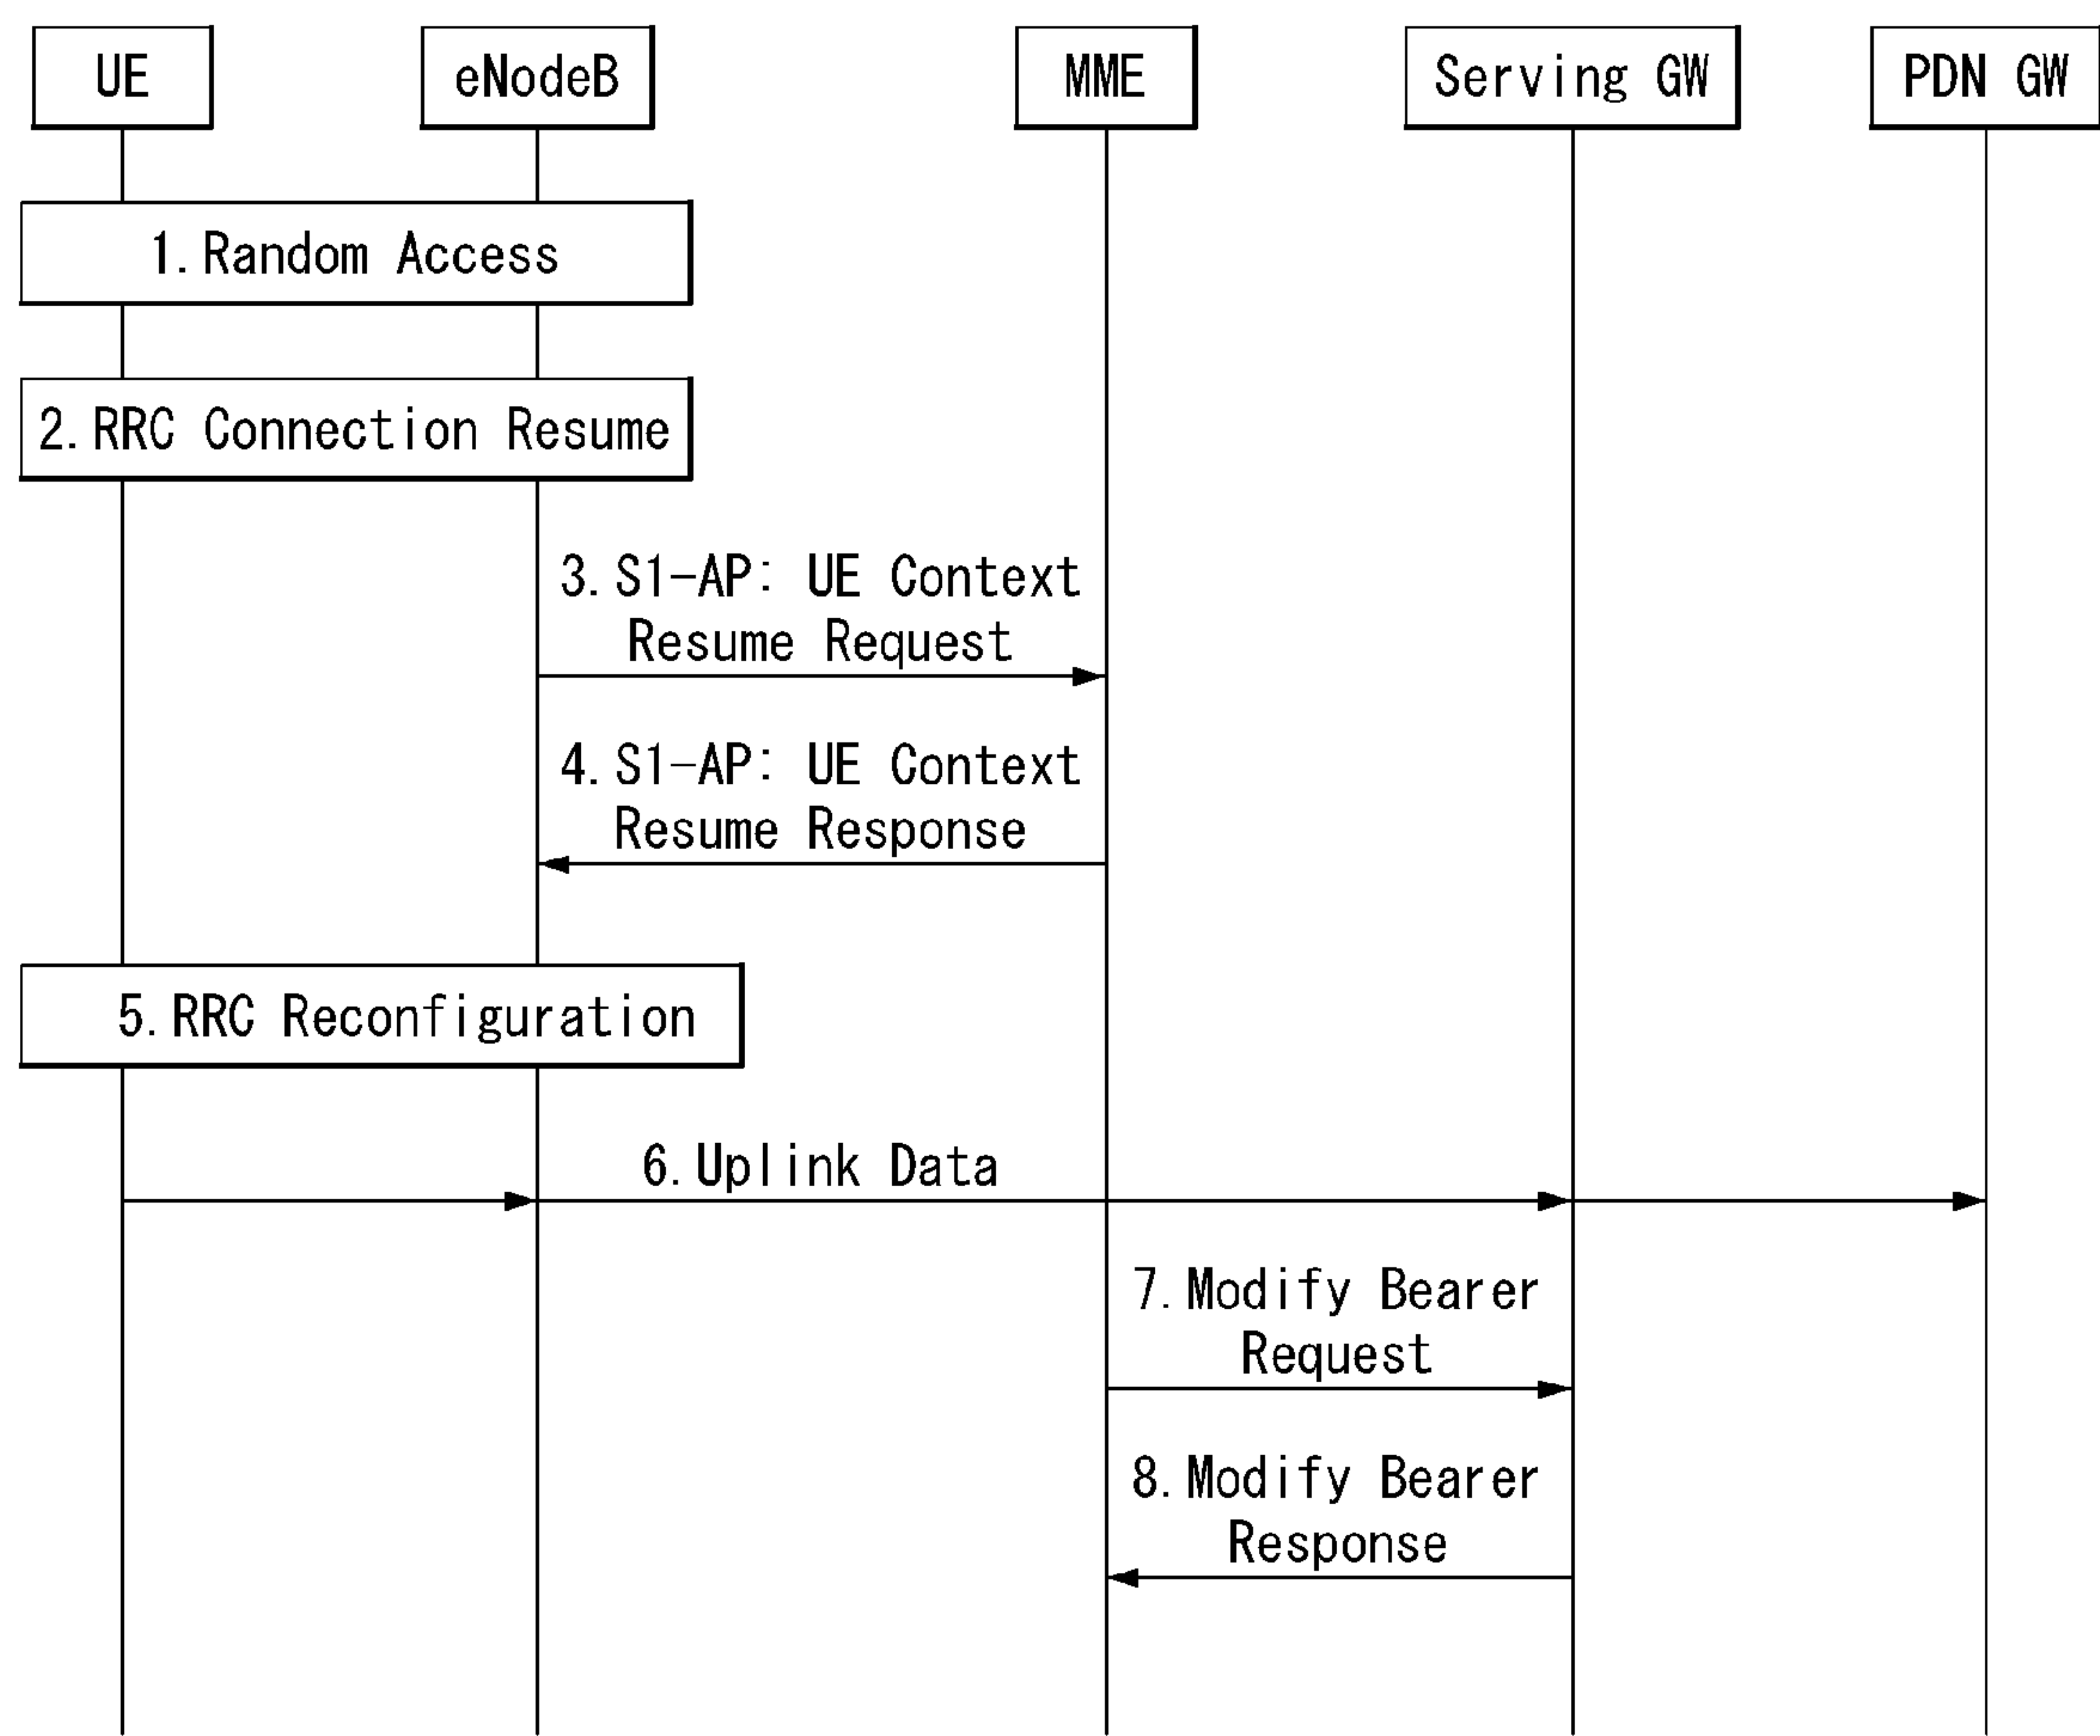 UE
eNodeB
MME
Serving GW
PDN GW
1. Random Access
2. RRC Connection Resume
3. S1-AP: UE Context
Resume Request
4. S1-AP: UE Context
Resume Response
5. RRC Reconfiguration
6. Uplink Data
7. Modify Bearer
Request
8. Modify Bearer
Response